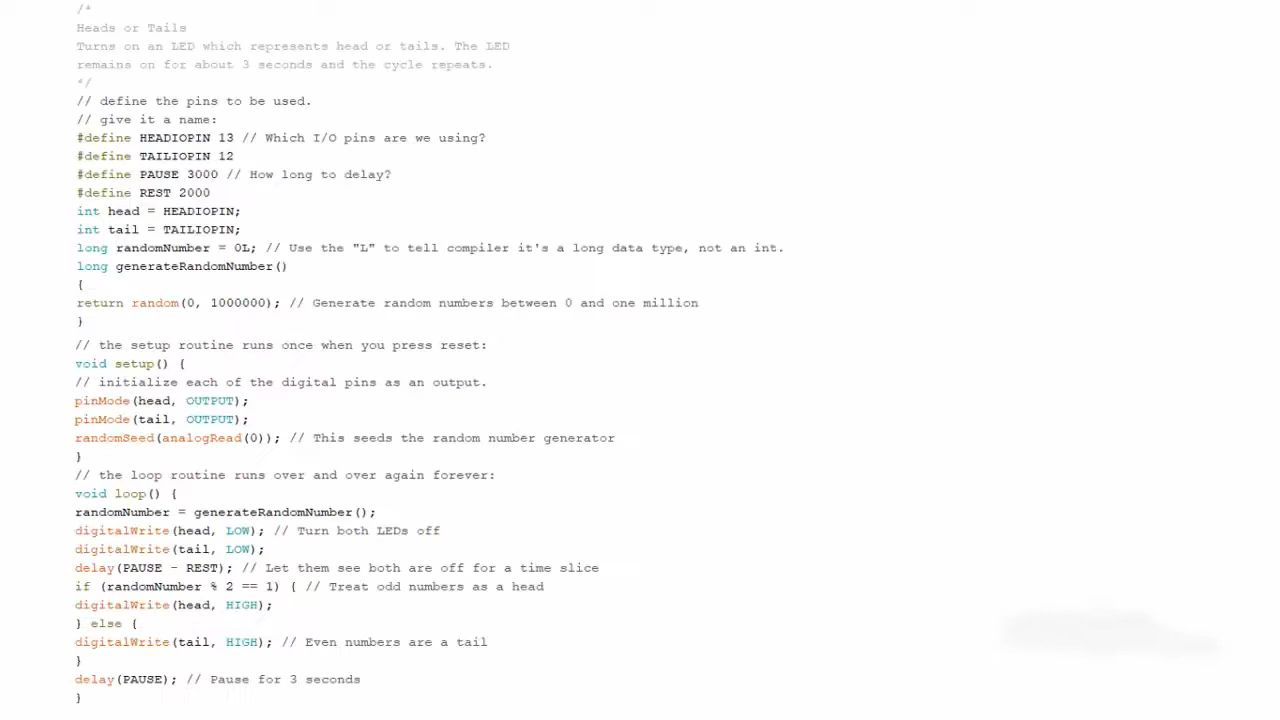 /*
Heads or Tails
Turns on an LED which represents head or tails. The LED
remains on for about 3 seconds and the cycle repeats.
*/
// define the pins to be used.
// give it a name:
#define HEADIOPIN 13 // Which I/O pins are we using?
#define TAILIOPIN 12
#define PAUSE 3000 // How long to delay?
#define REST 2000
int head = HEADIOPIN;
int tail = TAILIOPIN;
long randomNumber = 0L; // Use the "L" to tell compiler it's a long data type, not an int.
long generateRandomNumber()
{
return random(0, 1000000); // Generate random numbers between 0 and one million
}
// the setup routine runs once when you press reset:
void setup() {
// initialize each of the digital pins as an output.
pinMode(head, OUTPUT);
pinMode(tail, OUTPUT);
randomSeed(analogRead(0)); // This seeds the random number generator
}
// the loop routine runs over and over again forever:
void loop() {
randomNumber = generateRandomNumber();
digitalWrite(head, LOW); // Turn both LEDs off
digitalWrite(tail, LOW);
delay(PAUSE - REST); // Let them see both are off for a time slice
if (randomNumber % 2 == 1) { // Treat odd numbers as a head
digitalWrite(head, HIGH);
} else {
digitalWrite(tail, HIGH); // Even numbers are a tail
}
delay(PAUSE); // Pause for 3 seconds
}